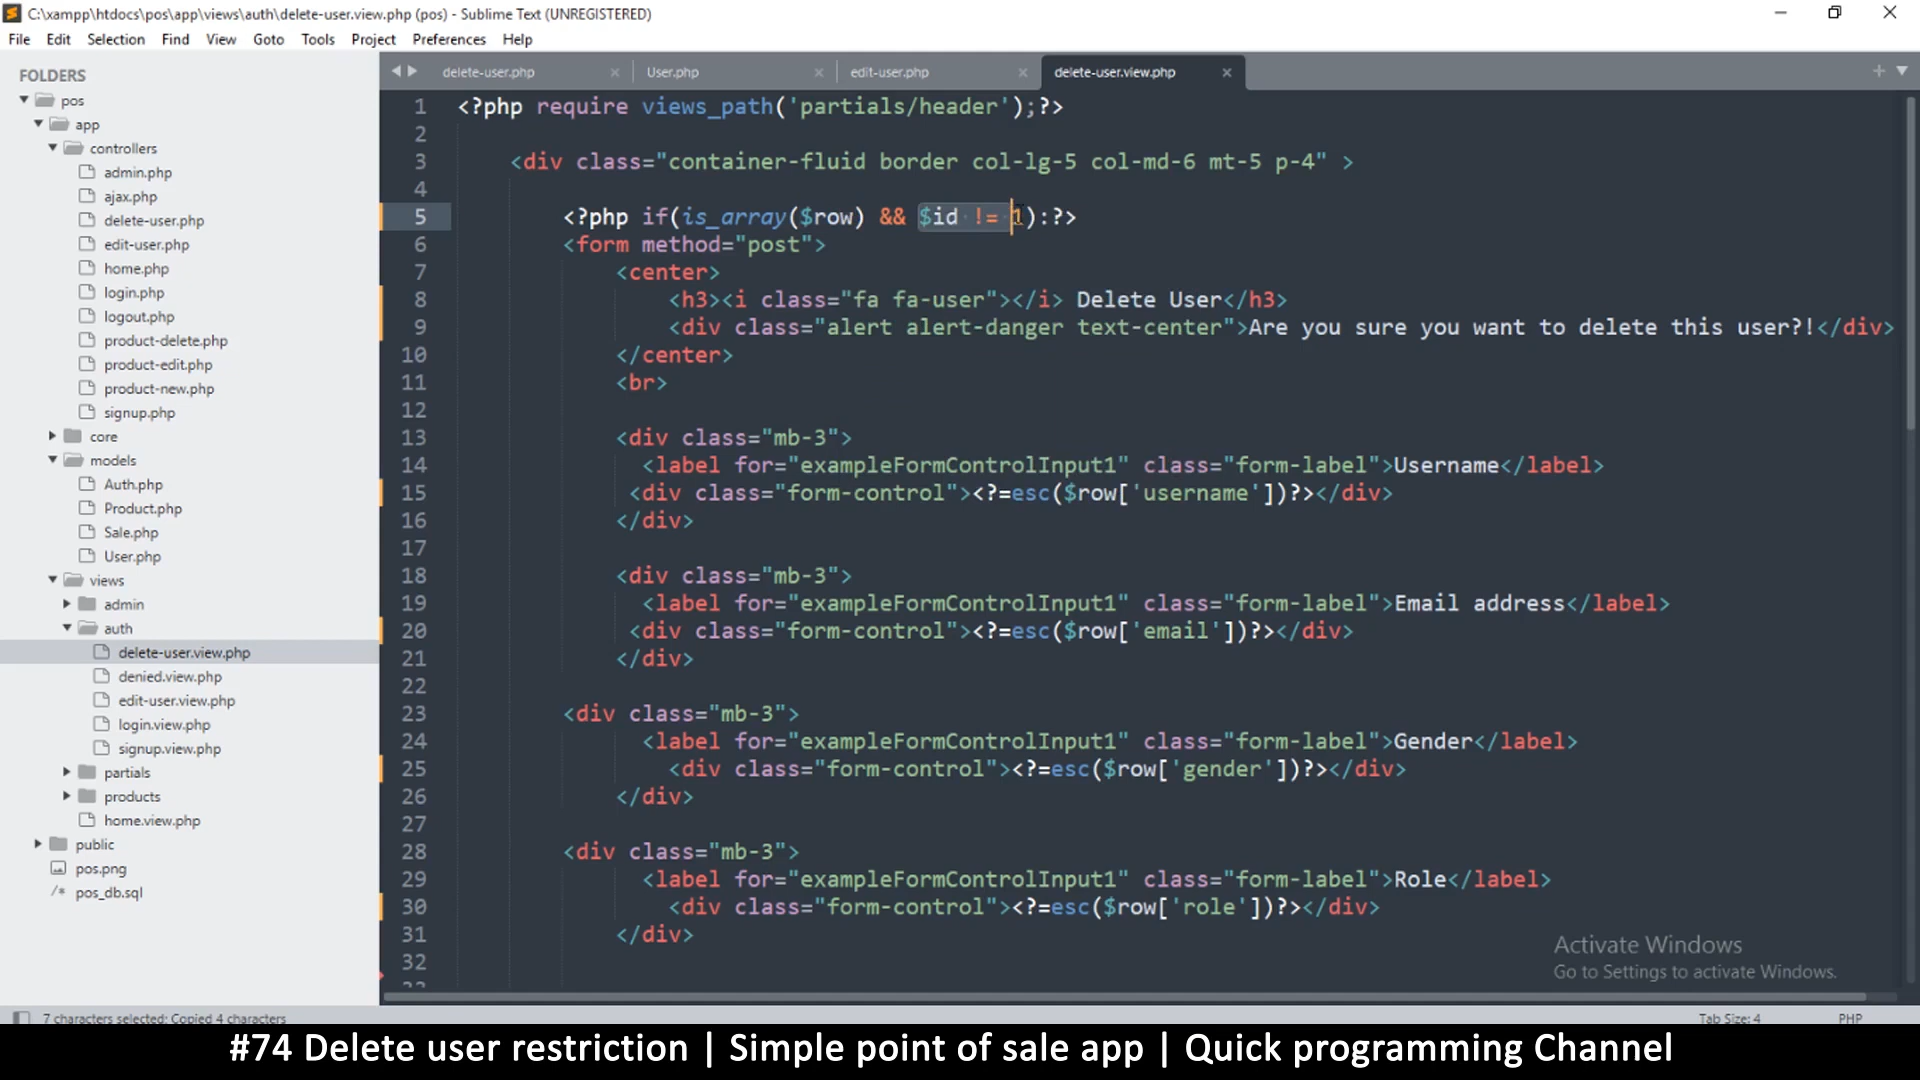 C:\xampp\htdocs\pos\app\views\auth\delete-user.view.php (pos) - Sublime Text (UNREGISTERED)
File Edit Selection Find View Goto Tools Project Preferences Help
FOLDERS
pos
app
controllers
admin.php
ajax.php
delete-user.php
edit-user.php
home.php
login.php
logout.php
product-delete.php
product-edit.php
product-new.php
signup.php
core
models
Auth.php
Product.php
Sale.php
User.php
views
admin
auth
delete-user.view.php
denied.view.php
edit-user.view.php
login.view.php
signup.view.php
partials
products
home.view.php
public
pos.png
/* pos_db.sql
delete-user.php × User.php × edit-user.php × delete-user.view.php ×
1 <?php require views_path('partials/header');?>
2
3 <div class="container-fluid border col-lg-5 col-md-6 mt-5 p-4" >
4
5 <?php if(is_array($row) && $id != 1):?>
6 <form method="post">
7 <center>
8 <h3><i class="fa fa-user"></i> Delete User</h3>
9 <div class="alert alert-danger text-center">Are you sure you want to delete this user?!</div>
10 </center>
11 <br>
12
13 <div class="mb-3">
14 <label for="exampleFormControlInput1" class="form-label">Username</label>
15 <div class="form-control"><?=esc($row['username'])?></div>
16 </div>
17
18 <div class="mb-3">
19 <label for="exampleFormControlInput1" class="form-label">Email address</label>
20 <div class="form-control"><?=esc($row['email'])?></div>
21 </div>
22
23 <div class="mb-3">
24 <label for="exampleFormControlInput1" class="form-label">Gender</label>
25 <div class="form-control"><?=esc($row['gender'])?></div>
26 </div>
27
28 <div class="mb-3">
29 <label for="exampleFormControlInput1" class="form-label">Role</label>
30 <div class="form-control"><?=esc($row['role'])?></div>
31 </div>
32
Activate Windows
Go to Settings to activate Windows.
7 characters selected: Copied 4 characters Tab Size: 4 PHP
#74 Delete user restriction | Simple point of sale app | Quick programming Channel